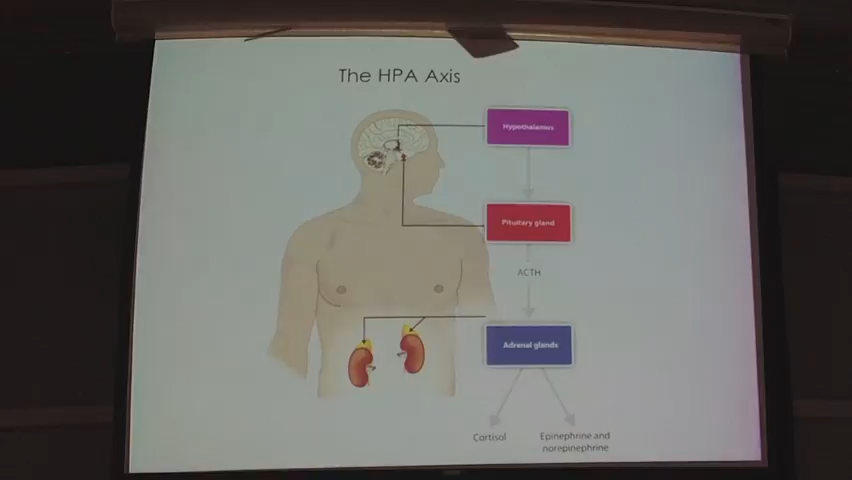 The HPA Axis
Hypothalamus
Pituitary gland
ACTH
Adrenal glands
Cortisol
Epinephrine and
norepinephrine